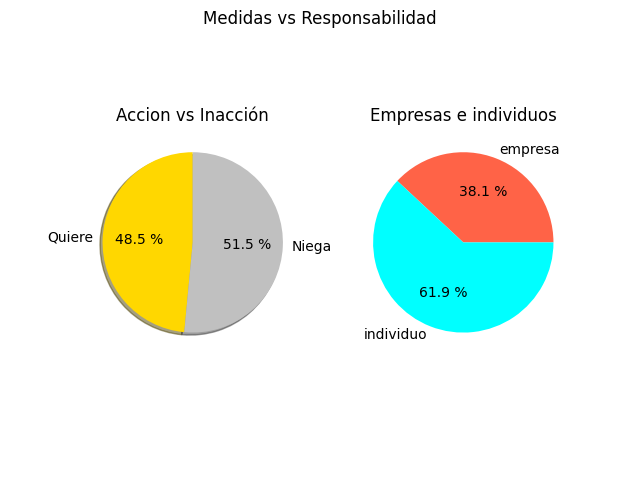 Medidas vs Responsabilidad
Accion vs Inacción
Quiere
48.5 %
51.5 %
Niega
Empresas e individuos
empresa
38.1 %
61.9 %
individuo